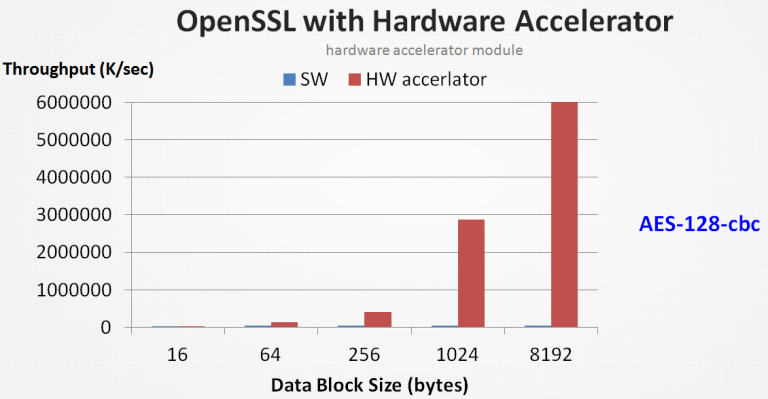 OpenSSL with Hardware Accelerator
hardware accelerator module
Throughput (K/sec)
SW HW accerlator
6000000
5000000
4000000
3000000
2000000
1000000
0
AES-128-cbc
16 64 256 1024 8192
Data Block Size (bytes)